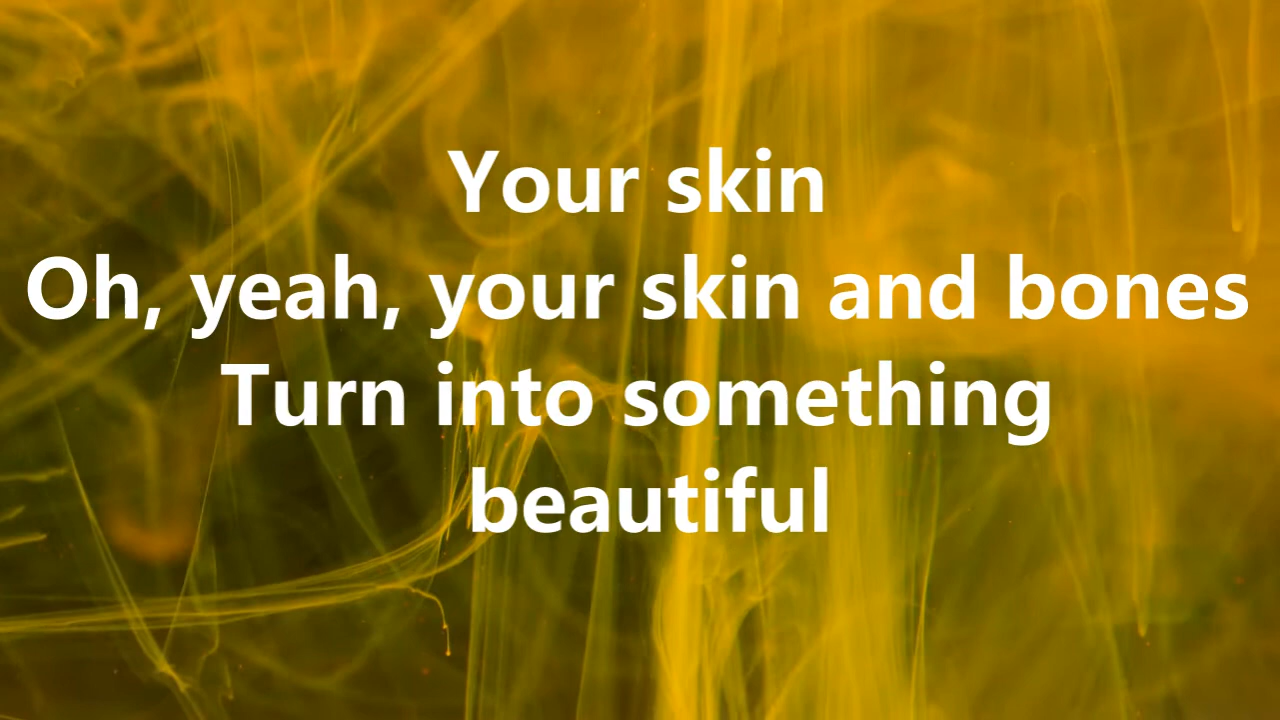 Your skin
Oh, yeah, your skin and bones
Turn into something
beautiful